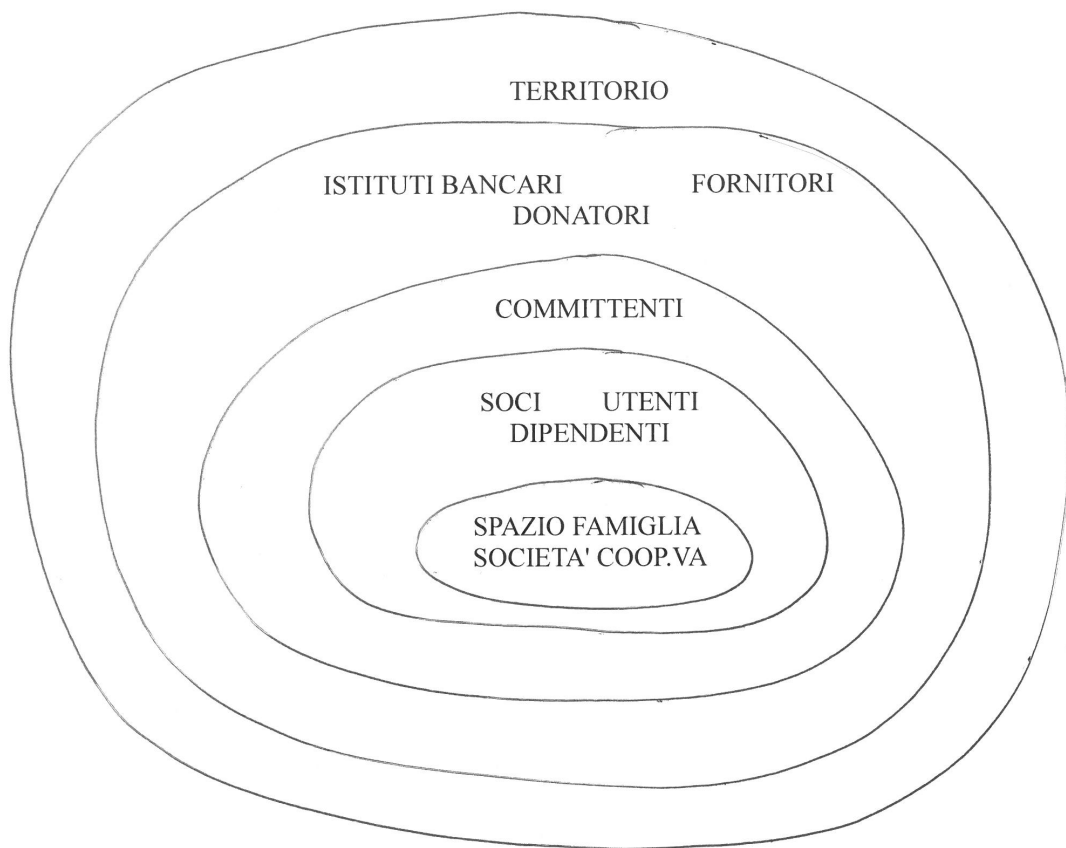 TERRITORIO
ISTITUTI BANCARI FORNITORI
DONATORI
COMMITTENTI
SOCI UTENTI
DIPENDENTI
SPAZIO FAMIGLIA
SOCIETA' COOP.VA